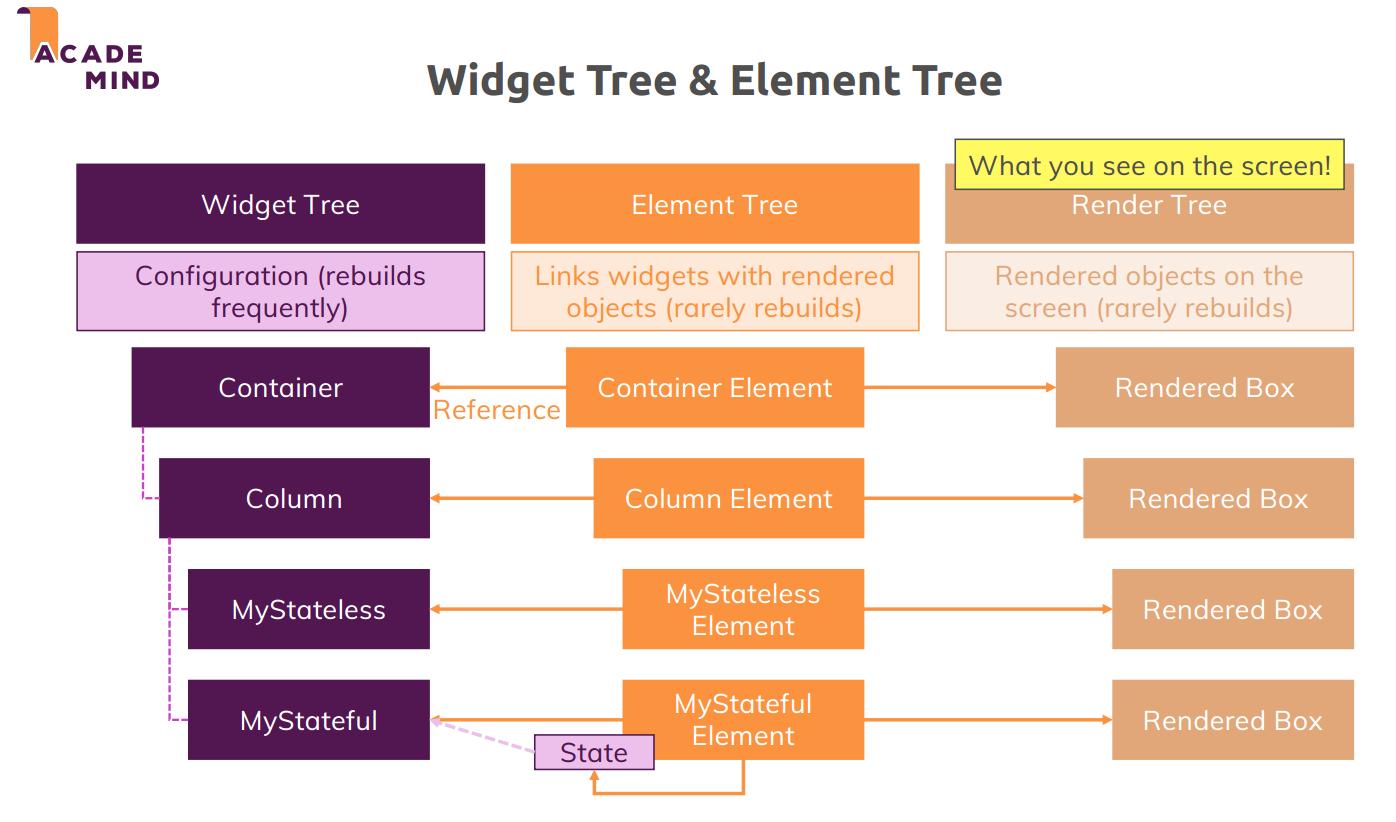 ACADE
MIND
Widget Tree & Element Tree
What you see on the screen!
Widget Tree
Element Tree
Render Tree
Configuration (rebuilds
frequently)
Links widgets with rendered
objects (rarely rebuilds)
Rendered objects on the
screen (rarely rebuilds)
Container
Reference
Container Element
Rendered Box
Column
Column Element
Rendered Box
MyStateless
MyStateless
Element
Rendered Box
MyStateful
MyStateful
Element
State
Rendered Box